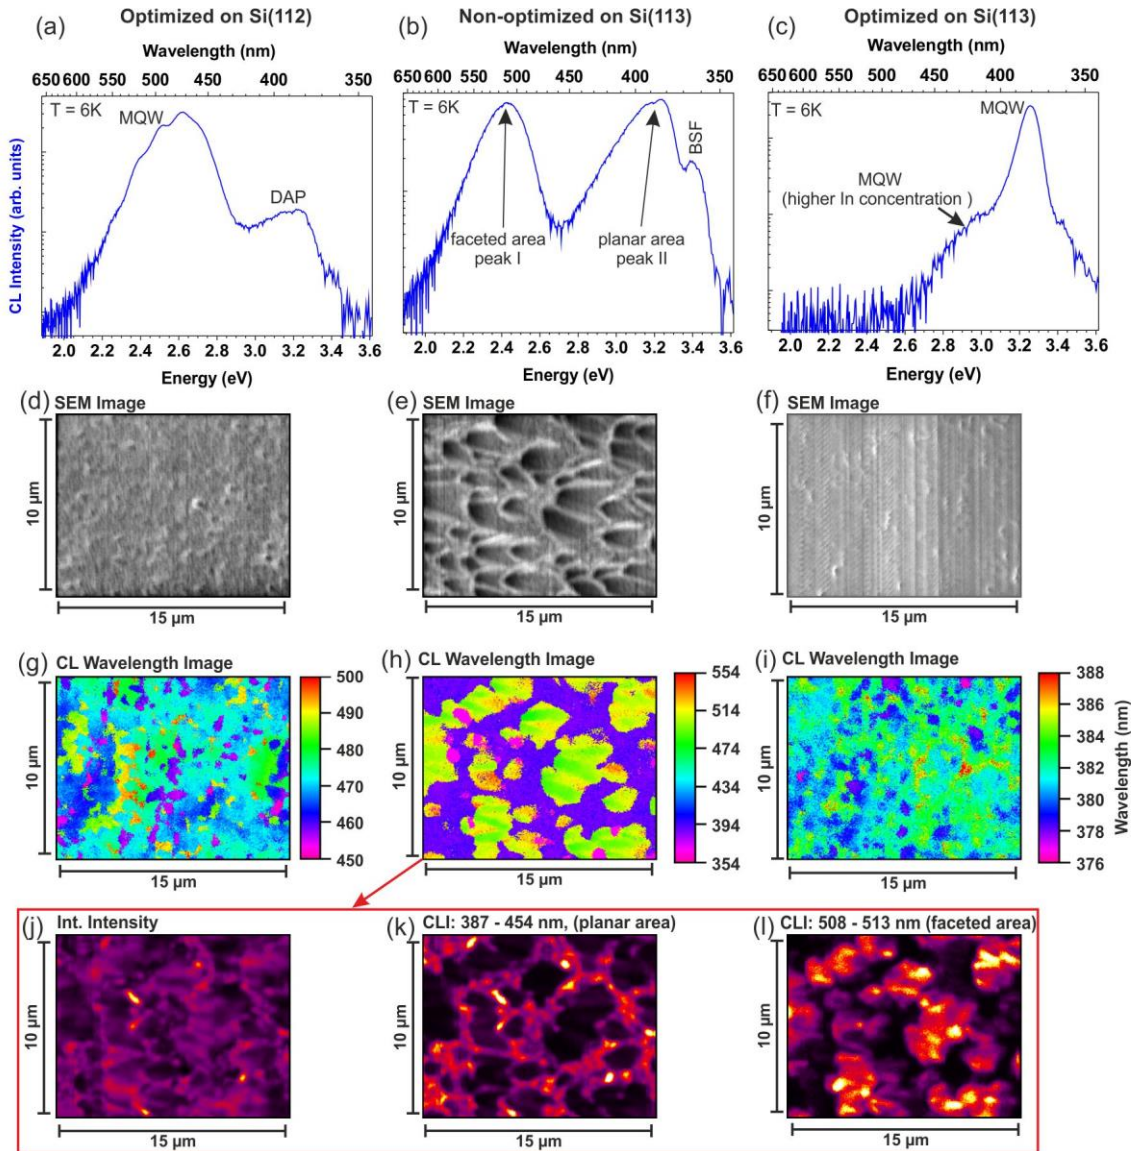 Optimized on Si(112)
Non-optimized on Si(113)
Optimized on Si(113)
(a)
Wavelength (nm)
650 600 550 500 450 400 350
T = 6K
MQW
DAP
CL Intensity (arb. units)
2.0 2.2 2.4 2.6 2.8 3.0 3.2 3.4 3.6
Energy (eV)
(b)
Wavelength (nm)
650 600 550 500 450 400 350
T = 6K
BSF
faceted area
peak I
planar area
peak II
2.0 2.2 2.4 2.6 2.8 3.0 3.2 3.4 3.6
Energy (eV)
(c)
Wavelength (nm)
650 600 550 500 450 400 350
T = 6K
MQW
MQW
(higher In concentration )
2.0 2.2 2.4 2.6 2.8 3.0 3.2 3.4 3.6
Energy (eV)
(d) SEM Image
10 µm
15 µm
(e) SEM Image
10 µm
15 µm
(f) SEM Image
10 µm
15 µm
(g) CL Wavelength Image
10 µm
15 µm
500
490
480
470
460
450
(h) CL Wavelength Image
10 µm
15 µm
554
514
474
434
394
354
(i) CL Wavelength Image
10 µm
15 µm
388
386
384
382
380
378
376
Wavelength (nm)
(j) Int. Intensity
10 µm
15 µm
(k) CLI: 387 - 454 nm, (planar area)
10 µm
15 µm
(l) CLI: 508 - 513 nm (faceted area)
10 µm
15 µm